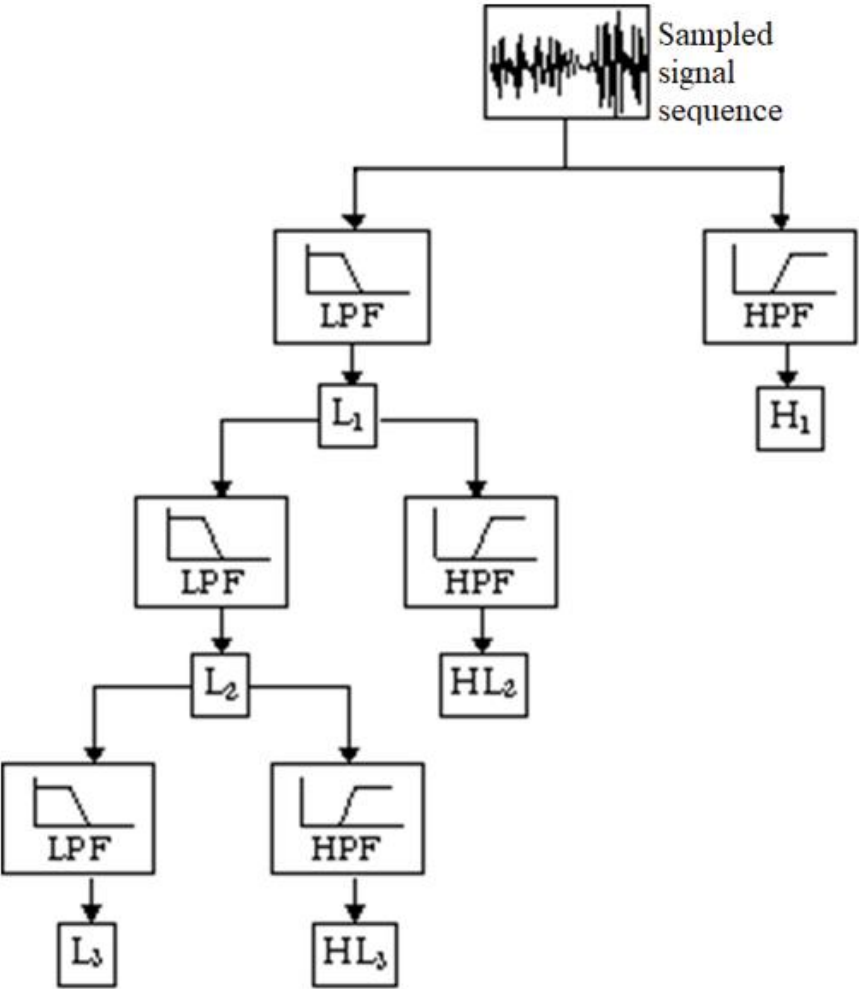 Sampled
signal
sequence
LPF
HPF
L₁
H₁
LPF
HPF
L₂
HL₂
LPF
HPF
L₃
HL₃